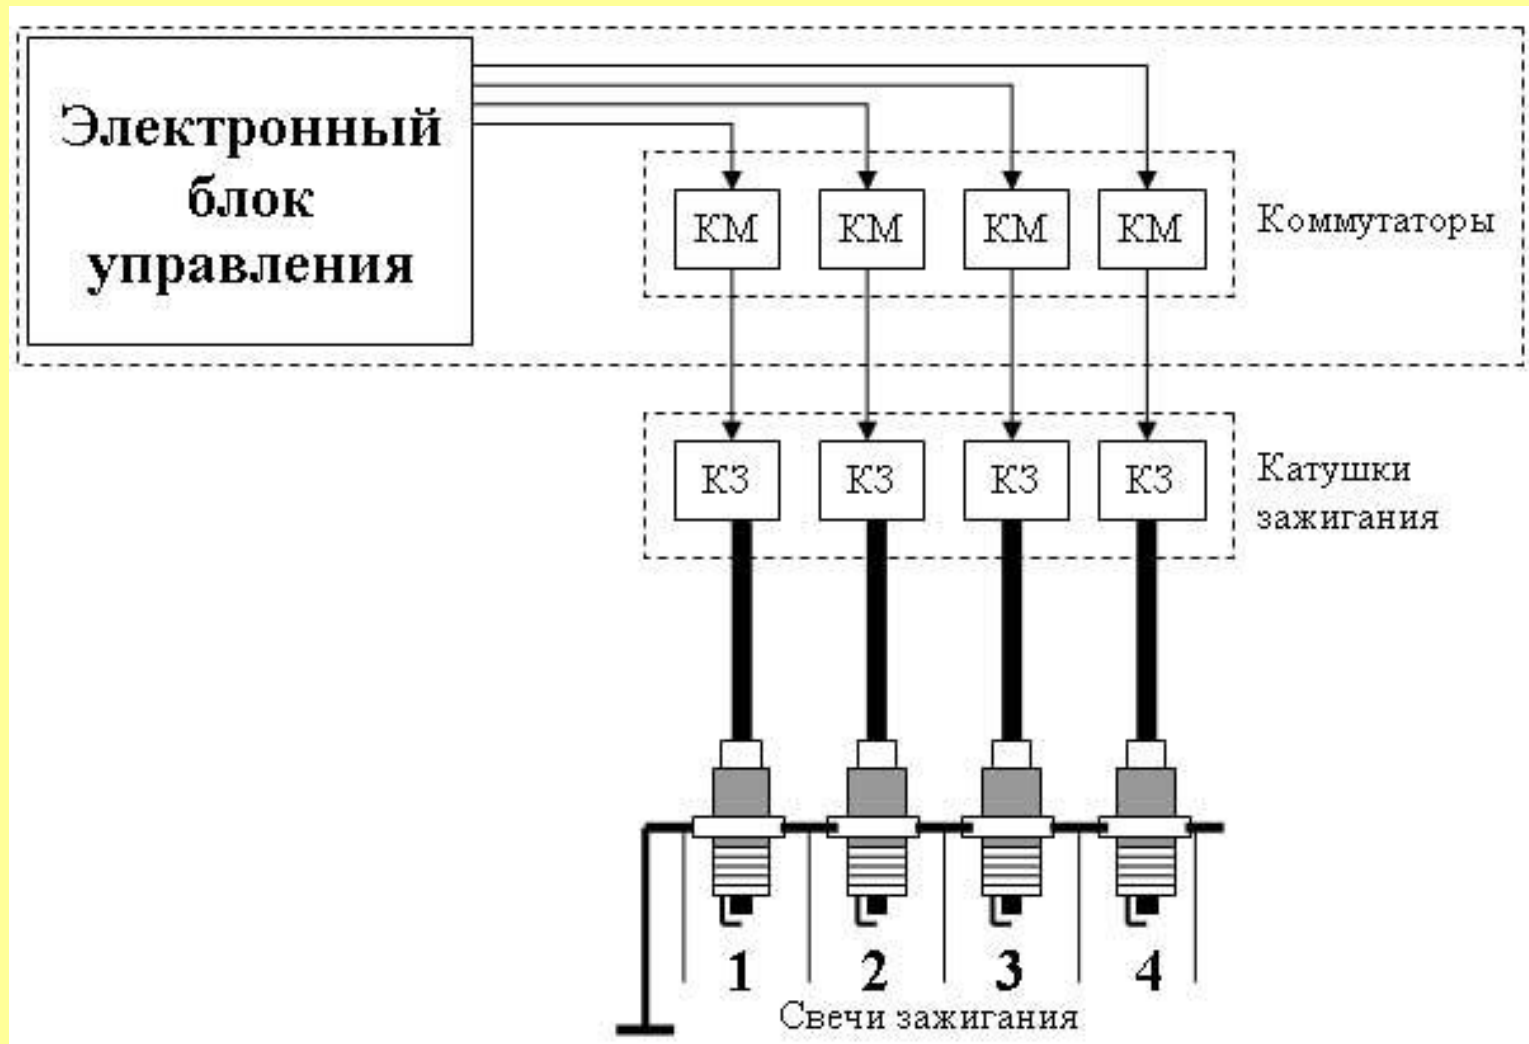 Электронный
блок
управления
КМ КМ КМ КМ
Коммутаторы
КЗ КЗ КЗ КЗ
Катушки
зажигания
1 2 3 4
Свечи зажигания